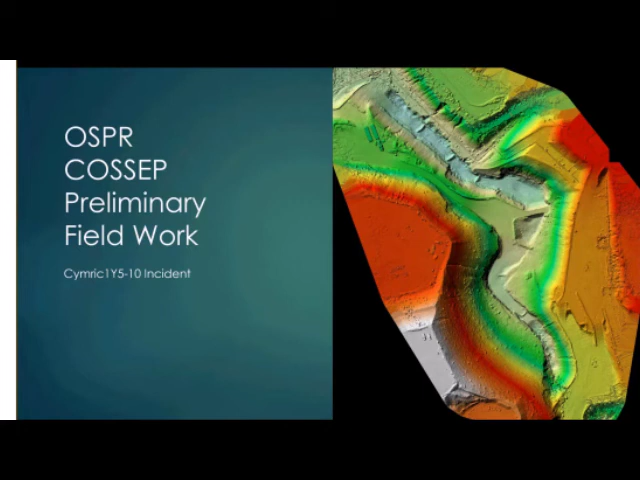 OSPR
COSSEP
Preliminary
Field Work
Cymric1Y5-10 Incident